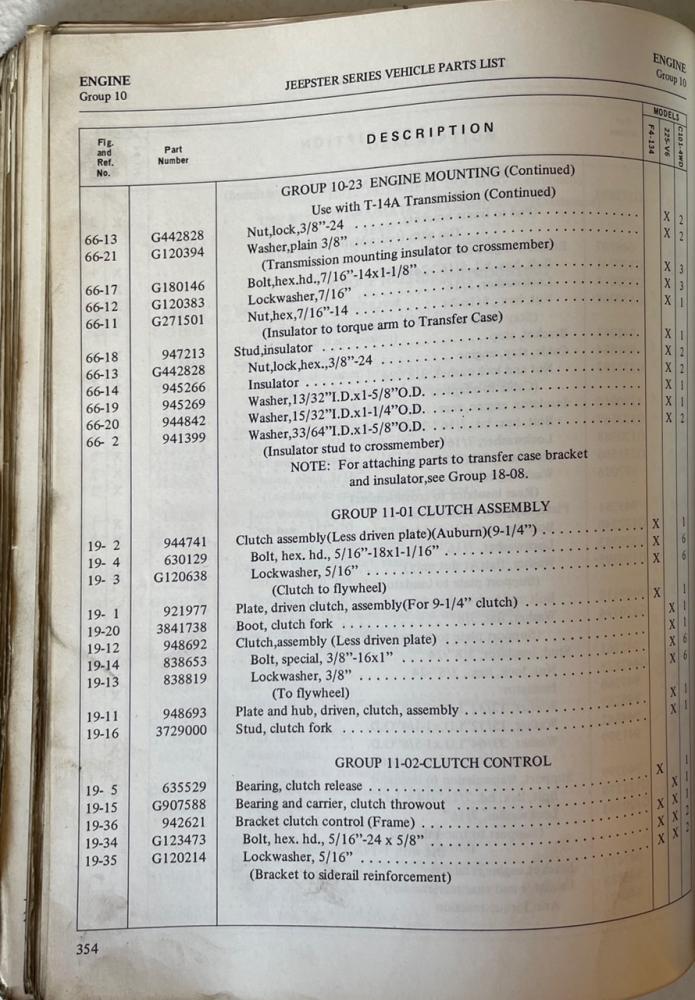 ENGINE
Group 10
JEEPSTER SERIES VEHICLE PARTS LIST
ENGINE
Group 10
Fig. and Ref. No.
Part Number
DESCRIPTION
MODELS
F4-134
225-V6
C101-4WD
GROUP 10-23 ENGINE MOUNTING (Continued)
Use with T-14A Transmission (Continued)
66-13 G442828 Nut,lock,3/8”-24 X 2
66-21 G120394 Washer,plain 3/8” X 2
(Transmission mounting insulator to crossmember)
66-17 G180146 Bolt,hex.hd.,7/16”-14x1-1/8” X 3
66-12 G120383 Lockwasher,7/16” X 3
66-11 G271501 Nut,hex,7/16”-14 X 1
(Insulator to torque arm to Transfer Case)
66-18 947213 Stud,insulator X 1
66-13 G442828 Nut,lock,hex.,3/8”-24 X 2
66-14 945266 Insulator X 2
66-19 945269 Washer,13/32”I.D.x1-5/8”O.D. X 1
66-20 944842 Washer,15/32”I.D.x1-1/4”O.D. X 1
66- 2 941399 Washer,33/64”I.D.x1-5/8”O.D. X 2
(Insulator stud to crossmember)
NOTE: For attaching parts to transfer case bracket
and insulator,see Group 18-08.
GROUP 11-01 CLUTCH ASSEMBLY
19- 2 944741 Clutch assembly(Less driven plate)(Auburn)(9-1/4”) X 1
19- 4 630129 Bolt, hex. hd., 5/16”-18x1-1/16” X 6
19- 3 G120638 Lockwasher, 5/16” X 6
(Clutch to flywheel)
19- 1 921977 Plate, driven clutch, assembly(For 9-1/4” clutch) X 1
19-20 3841738 Boot, clutch fork X 1
19-12 948692 Clutch,assembly (Less driven plate) X 1
19-14 838653 Bolt, special, 3/8”-16x1” X 6
19-13 838819 Lockwasher, 3/8” X 6
(To flywheel)
19-11 948693 Plate and hub, driven, clutch, assembly X 1
19-16 3729000 Stud, clutch fork X 1
GROUP 11-02-CLUTCH CONTROL
19- 5 635529 Bearing, clutch release X 1
19-15 G907588 Bearing and carrier, clutch throwout X 1
19-36 942621 Bracket clutch control (Frame) X X
19-34 G123473 Bolt, hex. hd., 5/16”-24 x 5/8” X X
19-35 G120214 Lockwasher, 5/16” X X 2
(Bracket to siderail reinforcement)
354